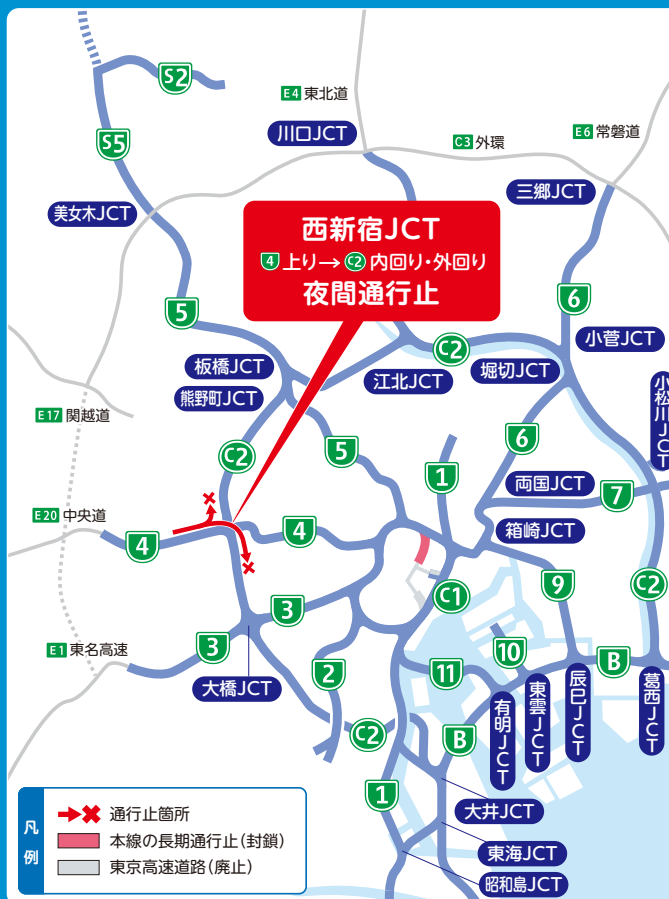 S2
E4 東北道
川口JCT
C3 外環
E6 常磐道
S5
三郷JCT
美女木JCT
西新宿JCT
4 上り→ C2 内回り・外回り
夜間通行止
5
6
C2
小菅JCT
板橋JCT
江北JCT
堀切JCT
熊野町JCT
小松川JCT
E17 関越道
C2
5
6
1
両国JCT
7
E20 中央道
4
4
箱崎JCT
C1
9
C2
3
3
E1 東名高速
2
11
10
B
大橋JCT
有明JCT
東雲JCT
辰巳JCT
葛西JCT
C2
B
1
大井JCT
東海JCT
昭和島JCT
凡例
通行止箇所
本線の長期通行止(封鎖)
東京高速道路(廃止)